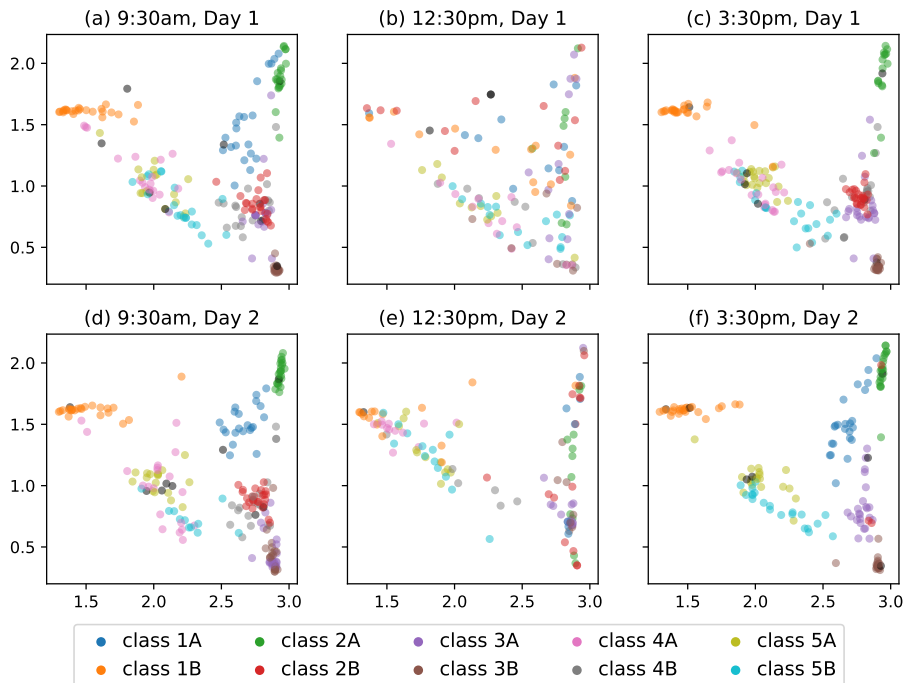 (a) 9:30am, Day 1
(b) 12:30pm, Day 1
(c) 3:30pm, Day 1
2.0
1.5
1.0
0.5
(d) 9:30am, Day 2
(e) 12:30pm, Day 2
(f) 3:30pm, Day 2
2.0
1.5
1.0
0.5
1.5 2.0 2.5 3.0
1.5 2.0 2.5 3.0
1.5 2.0 2.5 3.0
class 1A class 2A class 3A class 4A class 5A
class 1B class 2B class 3B class 4B class 5B